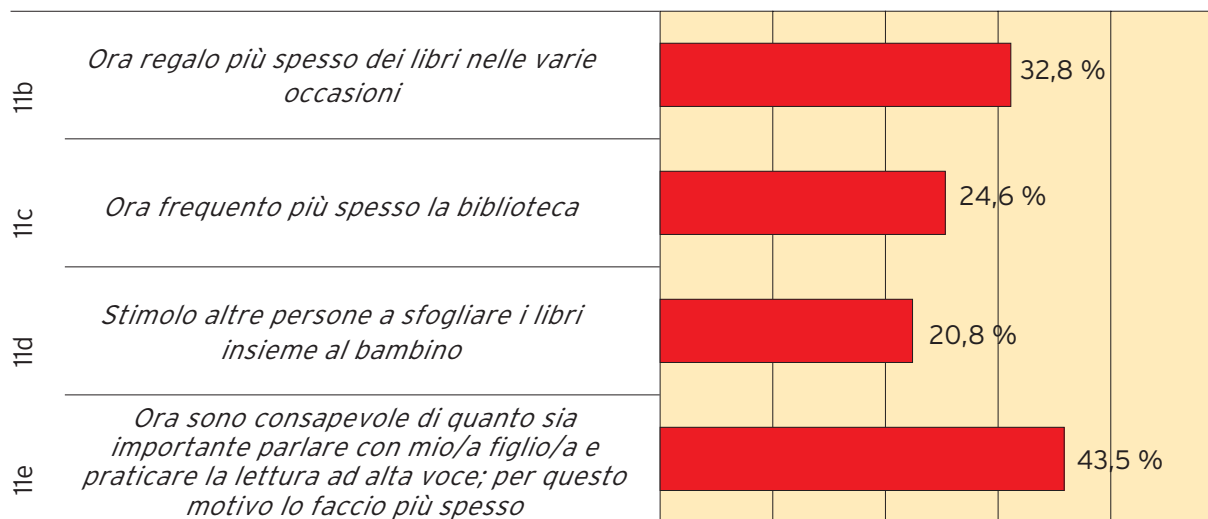 11b
Ora regalo più spesso dei libri nelle varie
occasioni
32,8 %
11c
Ora frequento più spesso la biblioteca
24,6 %
11d
Stimolo altre persone a sfogliare i libri
insieme al bambino
20,8 %
11e
Ora sono consapevole di quanto sia
importante parlare con mio/a figlio/a e
praticare la lettura ad alta voce; per questo
motivo lo faccio più spesso
43,5 %